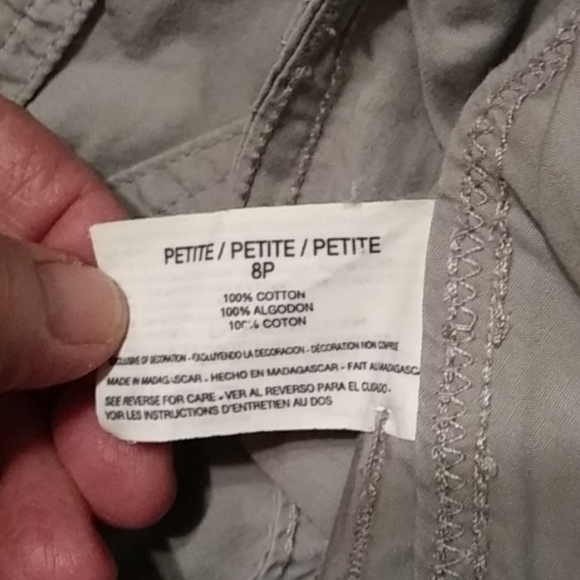 PETITE / PETITE / PETITE
8P
100% COTTON
100% ALGODON
100% COTON
EXCLUSIVE OF DECORATION - EXCLUYENDO LA DECORACION - DÉCORATION NON COMPRISE
MADE IN MADAGASCAR - HECHO EN MADAGASCAR - FAIT AU MADAGASCA
SEE REVERSE FOR CARE - VER AL REVERSO PARA EL CUIDADO -
VOIR LES INSTRUCTIONS D'ENTRETIEN AU DOS